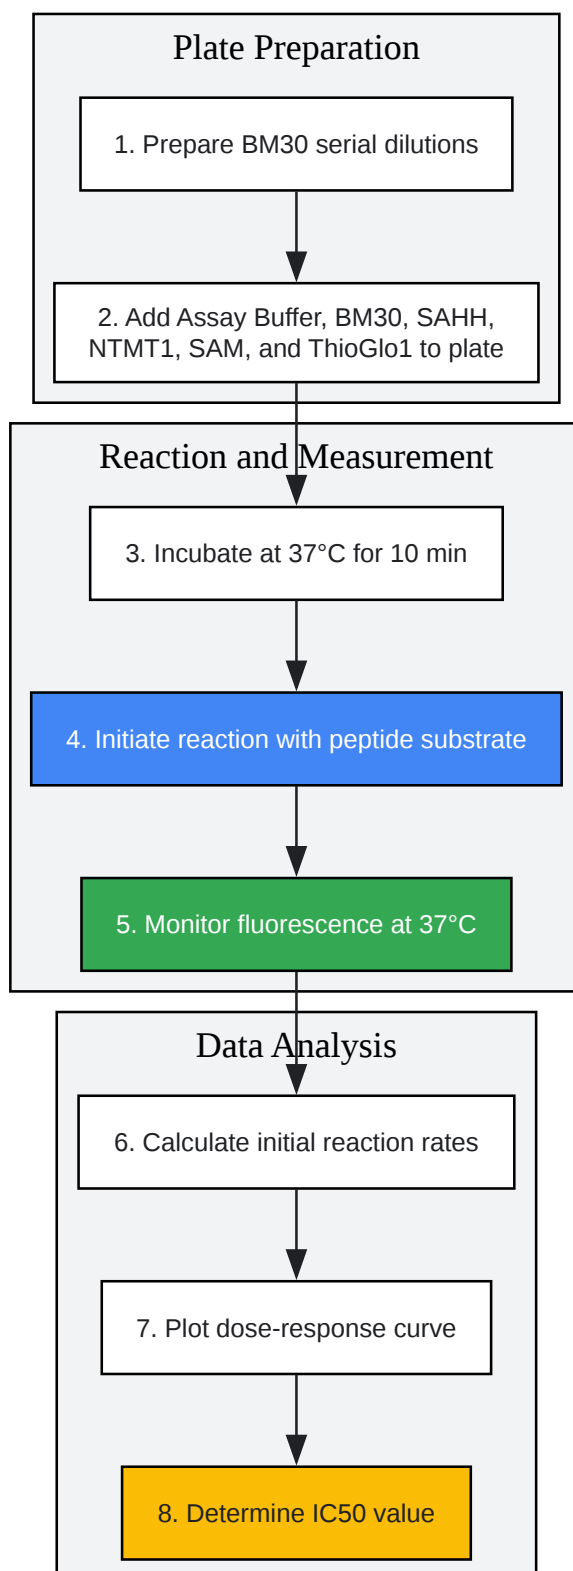 Plate Preparation
1. Prepare BM30 serial dilutions
2. Add Assay Buffer, BM30, SAHH,
NTMT1, SAM, and ThioGlo1 to plate
Reaction and Measurement
3. Incubate at 37°C for 10 min
4. Initiate reaction with peptide substrate
5. Monitor fluorescence at 37°C
Data Analysis
6. Calculate initial reaction rates
7. Plot dose-response curve
8. Determine IC50 value